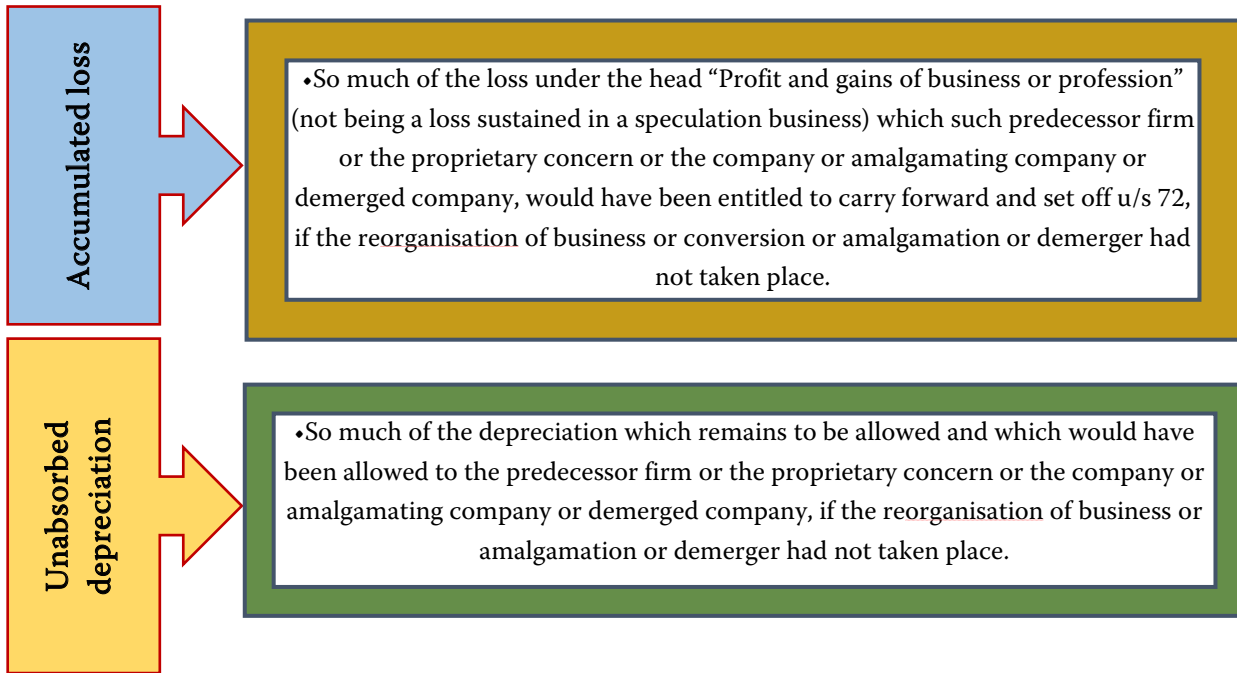 Accumulated loss
•So much of the loss under the head “Profit and gains of business or profession”
(not being a loss sustained in a speculation business) which such predecessor firm
or the proprietary concern or the company or amalgamating company or
demerged company, would have been entitled to carry forward and set off u/s 72,
if the reorganisation of business or conversion or amalgamation or demerger had
not taken place.
Unabsorbed
depreciation
•So much of the depreciation which remains to be allowed and which would have
been allowed to the predecessor firm or the proprietary concern or the company or
amalgamating company or demerged company, if the reorganisation of business or
amalgamation or demerger had not taken place.